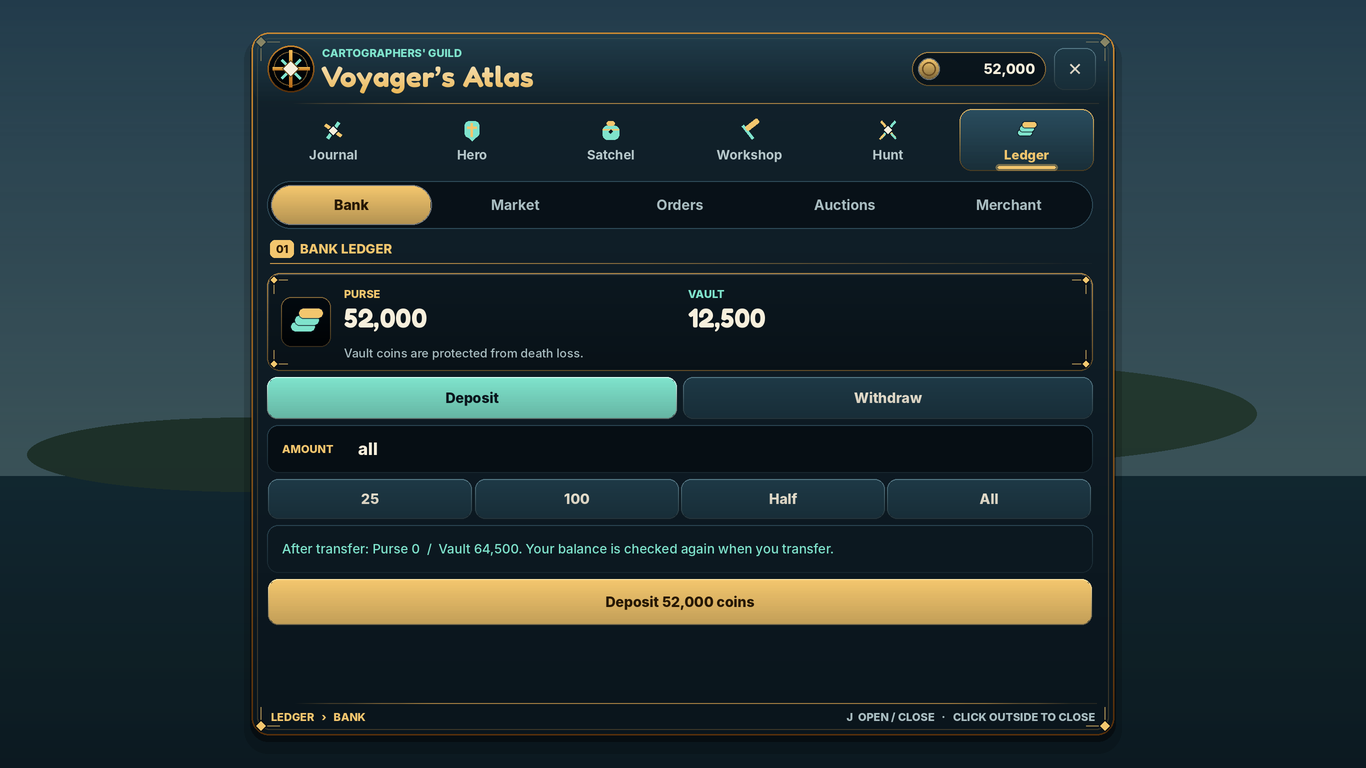 CARTOGRAPHERS' GUILD
Voyager’s Atlas
52,000
×
Journal
Hero
Satchel
Workshop
Hunt
Ledger
Bank
Market
Orders
Auctions
Merchant
01 BANK LEDGER
PURSE
VAULT
52,000
12,500
Vault coins are protected from death loss.
Deposit
Withdraw
AMOUNT all
25
100
Half
All
After transfer: Purse 0 / Vault 64,500. Your balance is checked again when you transfer.
Deposit 52,000 coins
LEDGER › BANK
J OPEN / CLOSE · CLICK OUTSIDE TO CLOSE